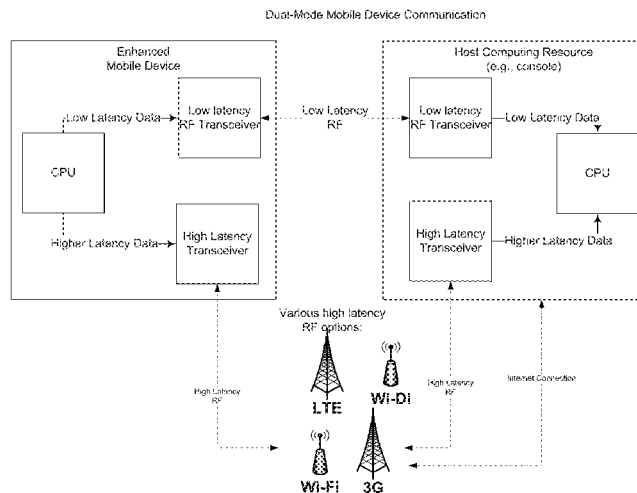 Dual-Mode Mobile Device Communication
Enhanced
Mobile Device
Host Computing Resource
(e.g., console)
Low Latency Data
Low latency
RF Transceiver
Low Latency
RF
Low latency
RF Transceiver
Low Latency Data
CPU
CPU
Higher Latency Data
High Latency
Transceiver
High Latency
Transceiver
Higher Latency Data
Various high latency
RF options:
High Latency
RF
LTE
Wi-Di
High Latency
RF
Internet Connection
Wi-Fi
3G